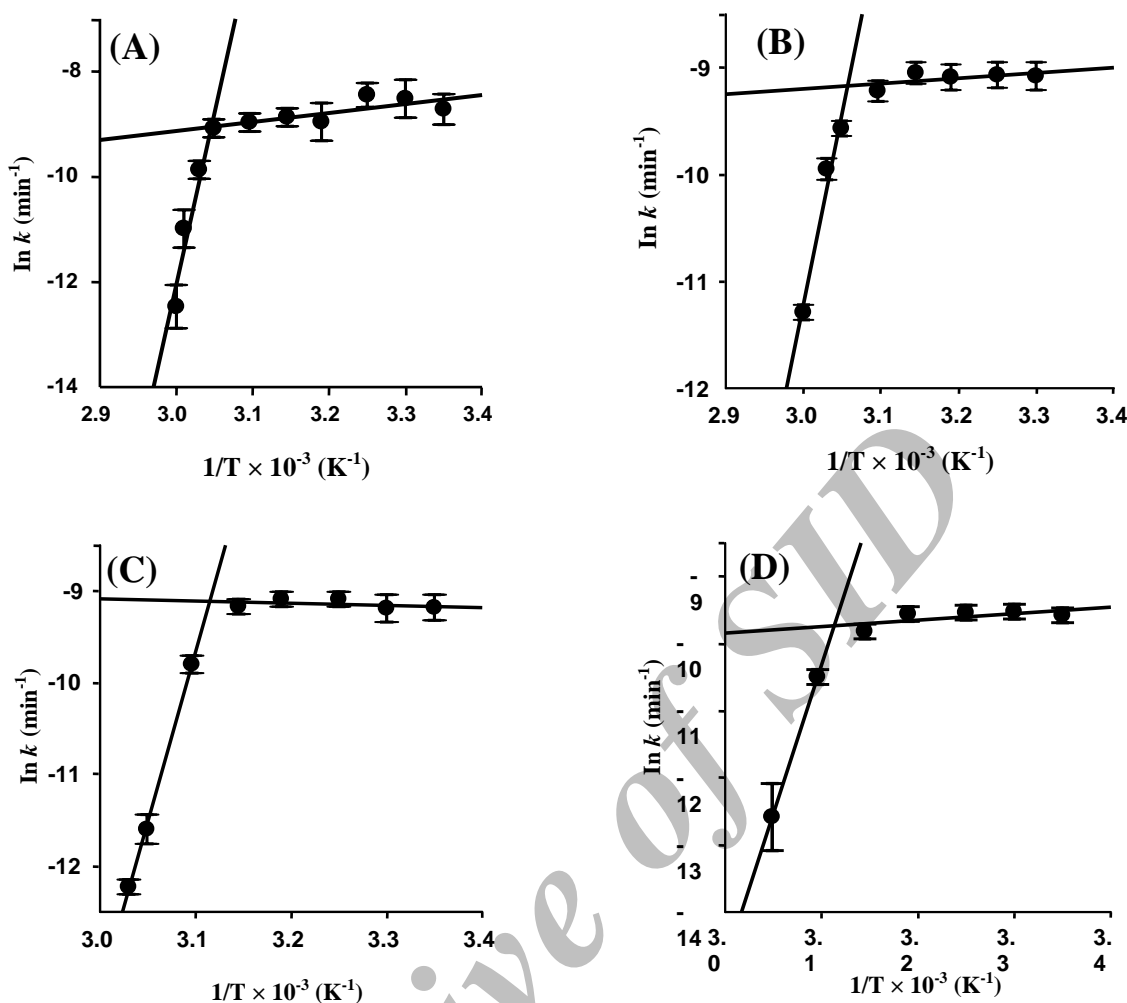 (A)
-8
-10
-12
-14
2.9 3.0 3.1 3.2 3.3 3.4
ln k (min-1)
1/T × 10-3 (K-1)
(B)
-9
-10
-11
-12
2.9 3.0 3.1 3.2 3.3 3.4
ln k (min-1)
1/T × 10-3 (K-1)
(C)
-9
-10
-11
-12
3.0 3.1 3.2 3.3 3.4
ln k (min-1)
1/T × 10-3 (K-1)
(D)
-
9
-
10
-
11
-
12
-
13
-
14
3.
0
3.
1
3.
2
3.
3
3.
4
ln k (min-1)
1/T × 10-3 (K-1)
ive of SID